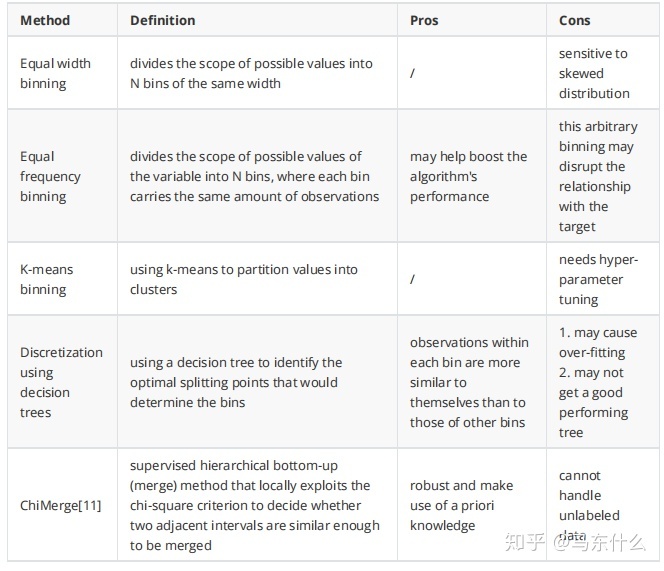 Method Definition Pros Cons
Equal width
binning
divides the scope of possible values into
N bins of the same width
/
sensitive to
skewed
distribution
Equal
frequency
binning
divides the scope of possible values of
the variable into N bins, where each bin
carries the same amount of observations
may help boost the
algorithm's
performance
this arbitrary
binning may
disrupt the
relationship
with the
target
K-means
binning
using k-means to partition values into
clusters
/
needs hyper-
parameter
tuning
Discretization
using
decision
trees
using a decision tree to identify the
optimal splitting points that would
determine the bins
observations within
each bin are more
similar to
themselves than to
those of other bins
1. may cause
over-fitting
2. may not
get a good
performing
tree
ChiMerge[11]
supervised hierarchical bottom-up
(merge) method that locally exploits the
chi-square criterion to decide whether
two adjacent intervals are similar enough
to be merged
robust and make
use of a priori
knowledge
cannot
handle
unlabeled
data
知乎 @马东什么